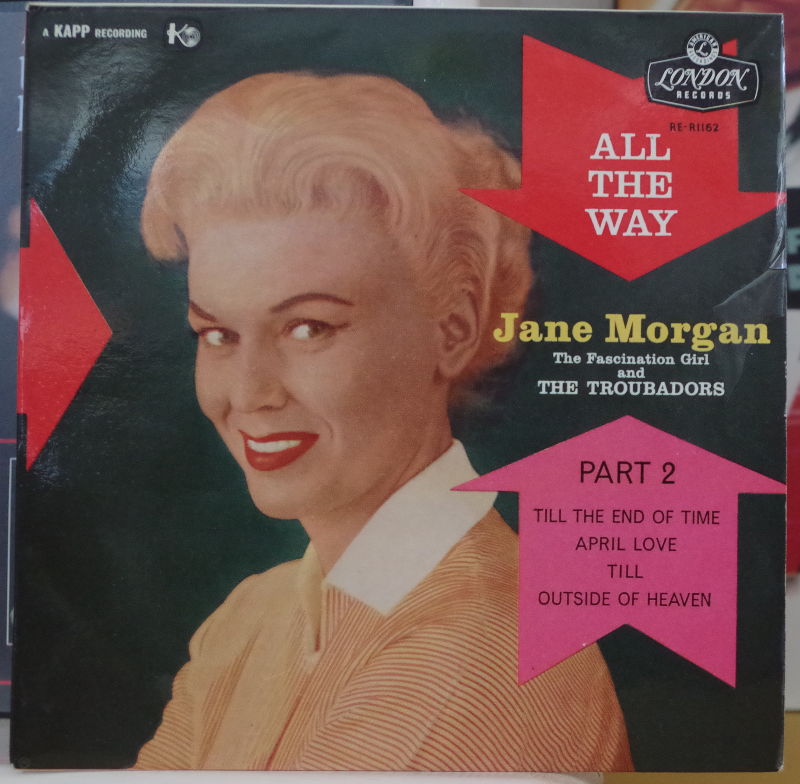 A KAPP RECORDING
K
AMERICAN
L
LONDON
RECORDS
RE-R1162
ALL
THE
WAY
Jane Morgan
The Fascination Girl
and
THE TROUBADORS
PART 2
TILL THE END OF TIME
APRIL LOVE
TILL
OUTSIDE OF HEAVEN